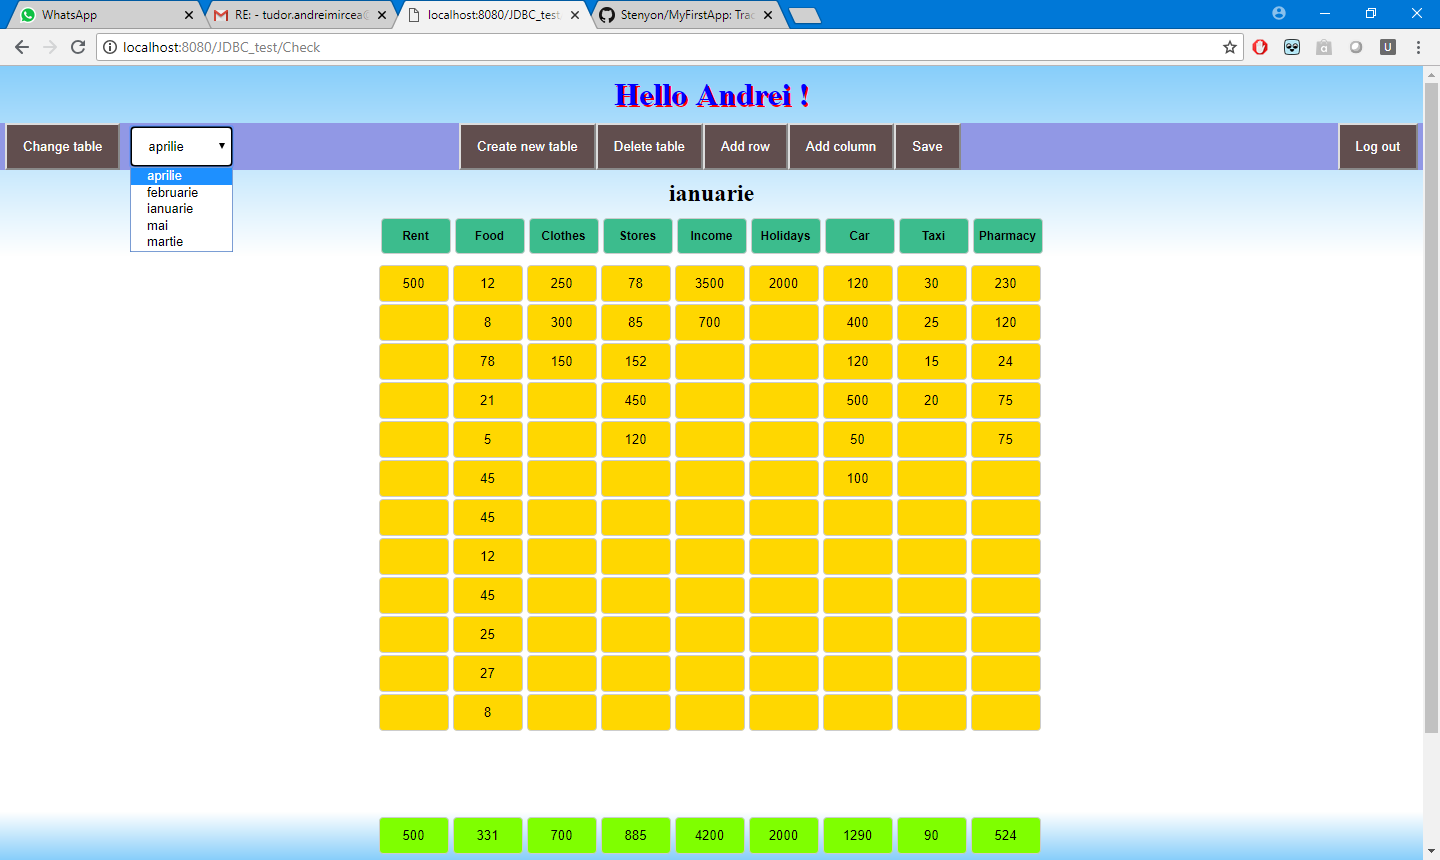 WhatsApp
RE: - tudor.andreimircea@
localhost:8080/JDBC_test
Stenyon/MyFirstApp: Trac
localhost:8080/JDBC_test/Check
Hello Andrei !
Change table aprilie Create new table Delete table Add row Add column Save Log out
aprilie
februarie
ianuarie
mai
martie
ianuarie
Rent Food Clothes Stores Income Holidays Car Taxi Pharmacy
500 12 250 78 3500 2000 120 30 230
8 300 85 700 400 25 120
78 150 152 120 15 24
21 450 500 20 75
5 120 50 75
45 100
45
12
45
25
27
8
500 331 700 885 4200 2000 1290 90 524